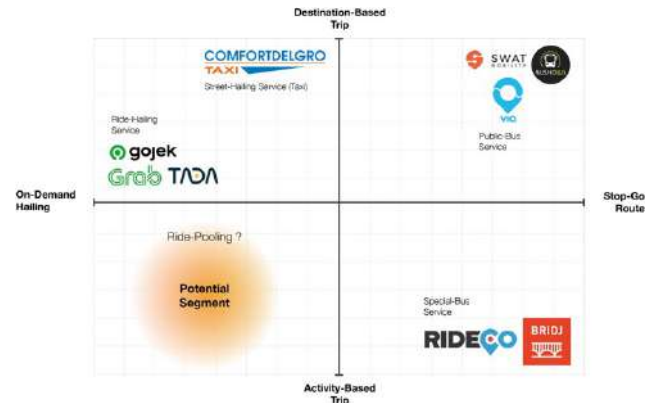 Destination-Based
Trip
COMFORTDELGRO
TAXI
Street-Hailing Service (Taxi)
SWAT
MOBILITY
VIA
Public-Bus
Service
Ride-Hailing
Service
gojek
Grab TADA
On-Demand
Hailing
Stop-Go
Route
Ride-Pooling ?
Potential
Segment
Special-Bus
Service
RIDECO
BRIDJ
Activity-Based
Trip